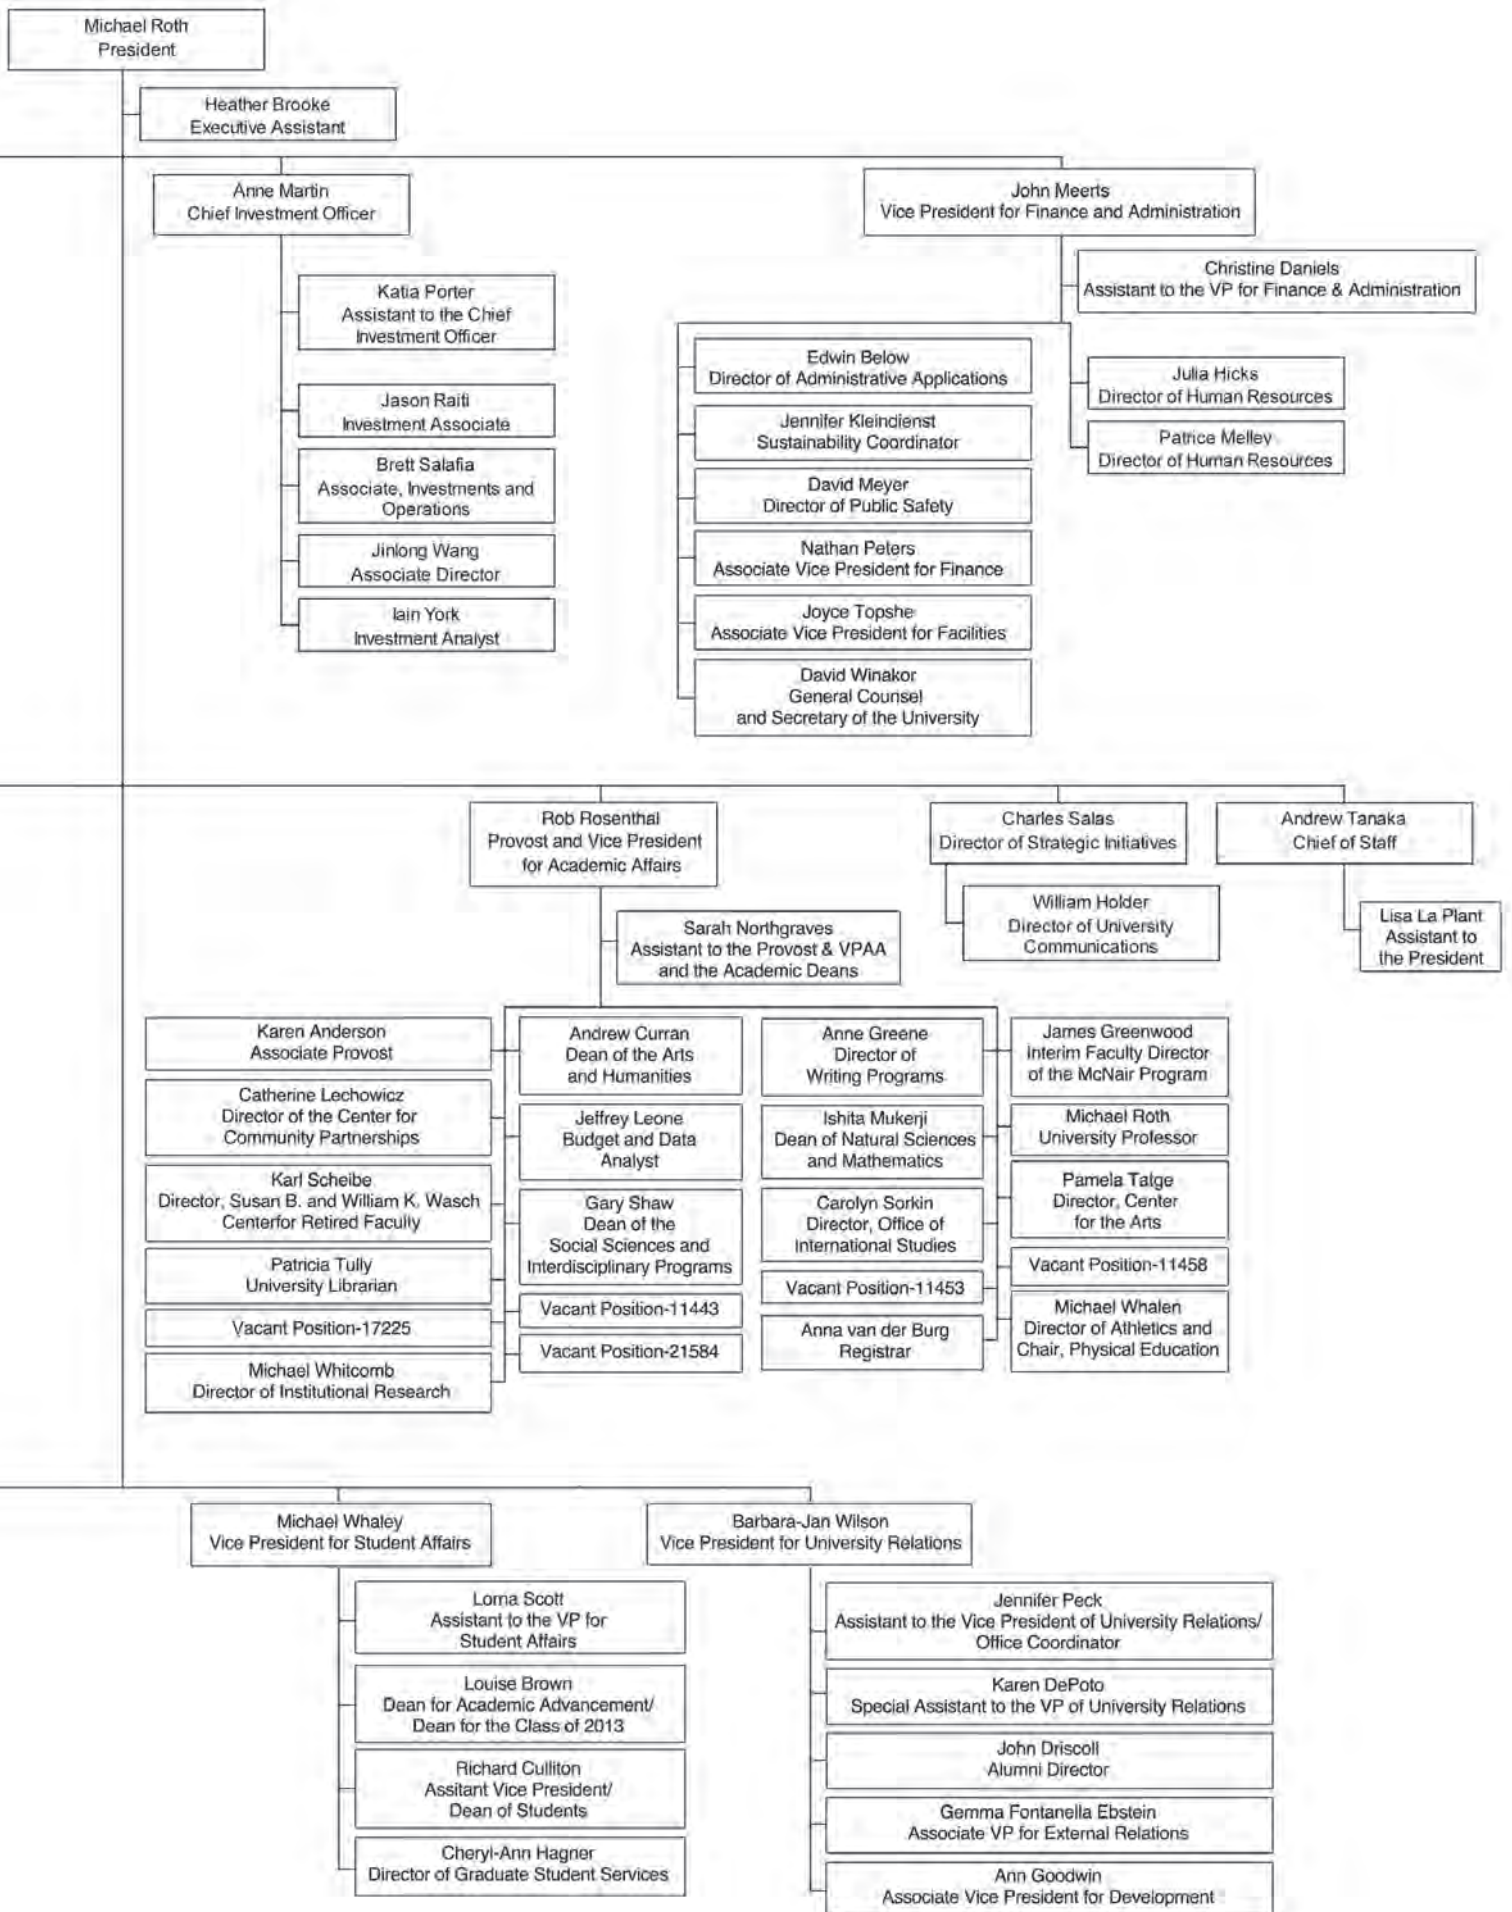 Michael Roth
President
Heather Brooke
Executive Assistant
Anne Martin
Chief Investment Officer
John Meerts
Vice President for Finance and Administration
Katia Porter
Assistant to the Chief
Investment Officer
Jason Raiti
Investment Associate
Brett Salafia
Associate, Investments and
Operations
Jinlong Wang
Associate Director
Iain York
Investment Analyst
Christine Daniels
Assistant to the VP for Finance & Administration
Edwin Below
Director of Administrative Applications
Jennifer Kleindienst
Sustainability Coordinator
David Meyer
Director of Public Safety
Nathan Peters
Associate Vice President for Finance
Joyce Topshe
Associate Vice President for Facilities
David Winakor
General Counsel
and Secretary of the University
Julia Hicks
Director of Human Resources
Patrice Melley
Director of Human Resources
Rob Rosenthal
Provost and Vice President
for Academic Affairs
Charles Salas
Director of Strategic Initiatives
Andrew Tanaka
Chief of Staff
Sarah Northgraves
Assistant to the Provost & VPAA
and the Academic Deans
William Holder
Director of University
Communications
Lisa La Plant
Assistant to
the President
Karen Anderson
Associate Provost
Catherine Lechowicz
Director of the Center for
Community Partnerships
Karl Scheibe
Director, Susan B. and William K. Wasch
Centerfor Retired Faculty
Patricia Tully
University Librarian
Vacant Position-17225
Michael Whitcomb
Director of Institutional Research
Andrew Curran
Dean of the Arts
and Humanities
Jeffrey Leone
Budget and Data
Analyst
Gary Shaw
Dean of the
Social Sciences and
Interdisciplinary Programs
Vacant Position-11443
Vacant Position-21584
Anne Greene
Director of
Writing Programs
Ishita Mukerji
Dean of Natural Sciences
and Mathematics
Carolyn Sorkin
Director, Office of
International Studies
Vacant Position-11453
Anna van der Burg
Registrar
James Greenwood
Interim Faculty Director
of the McNair Program
Michael Roth
University Professor
Pamela Tatge
Director, Center
for the Arts
Vacant Position-11458
Michael Whalen
Director of Athletics and
Chair, Physical Education
Michael Whaley
Vice President for Student Affairs
Barbara-Jan Wilson
Vice President for University Relations
Lorna Scott
Assistant to the VP for
Student Affairs
Louise Brown
Dean for Academic Advancement/
Dean for the Class of 2013
Richard Culliton
Assitant Vice President/
Dean of Students
Cheryl-Ann Hagner
Director of Graduate Student Services
Jennifer Peck
Assistant to the Vice President of University Relations/
Office Coordinator
Karen DePoto
Special Assistant to the VP of University Relations
John Driscoll
Alumni Director
Gemma Fontanella Ebstein
Associate VP for External Relations
Ann Goodwin
Associate Vice President for Development